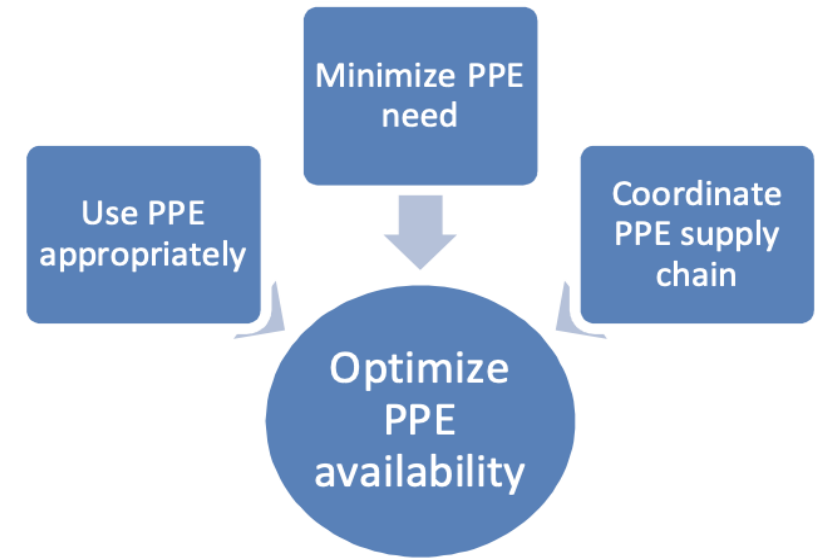 Minimize PPE
need
Use PPE
appropriately
Coordinate
PPE supply
chain
Optimize
PPE
availability